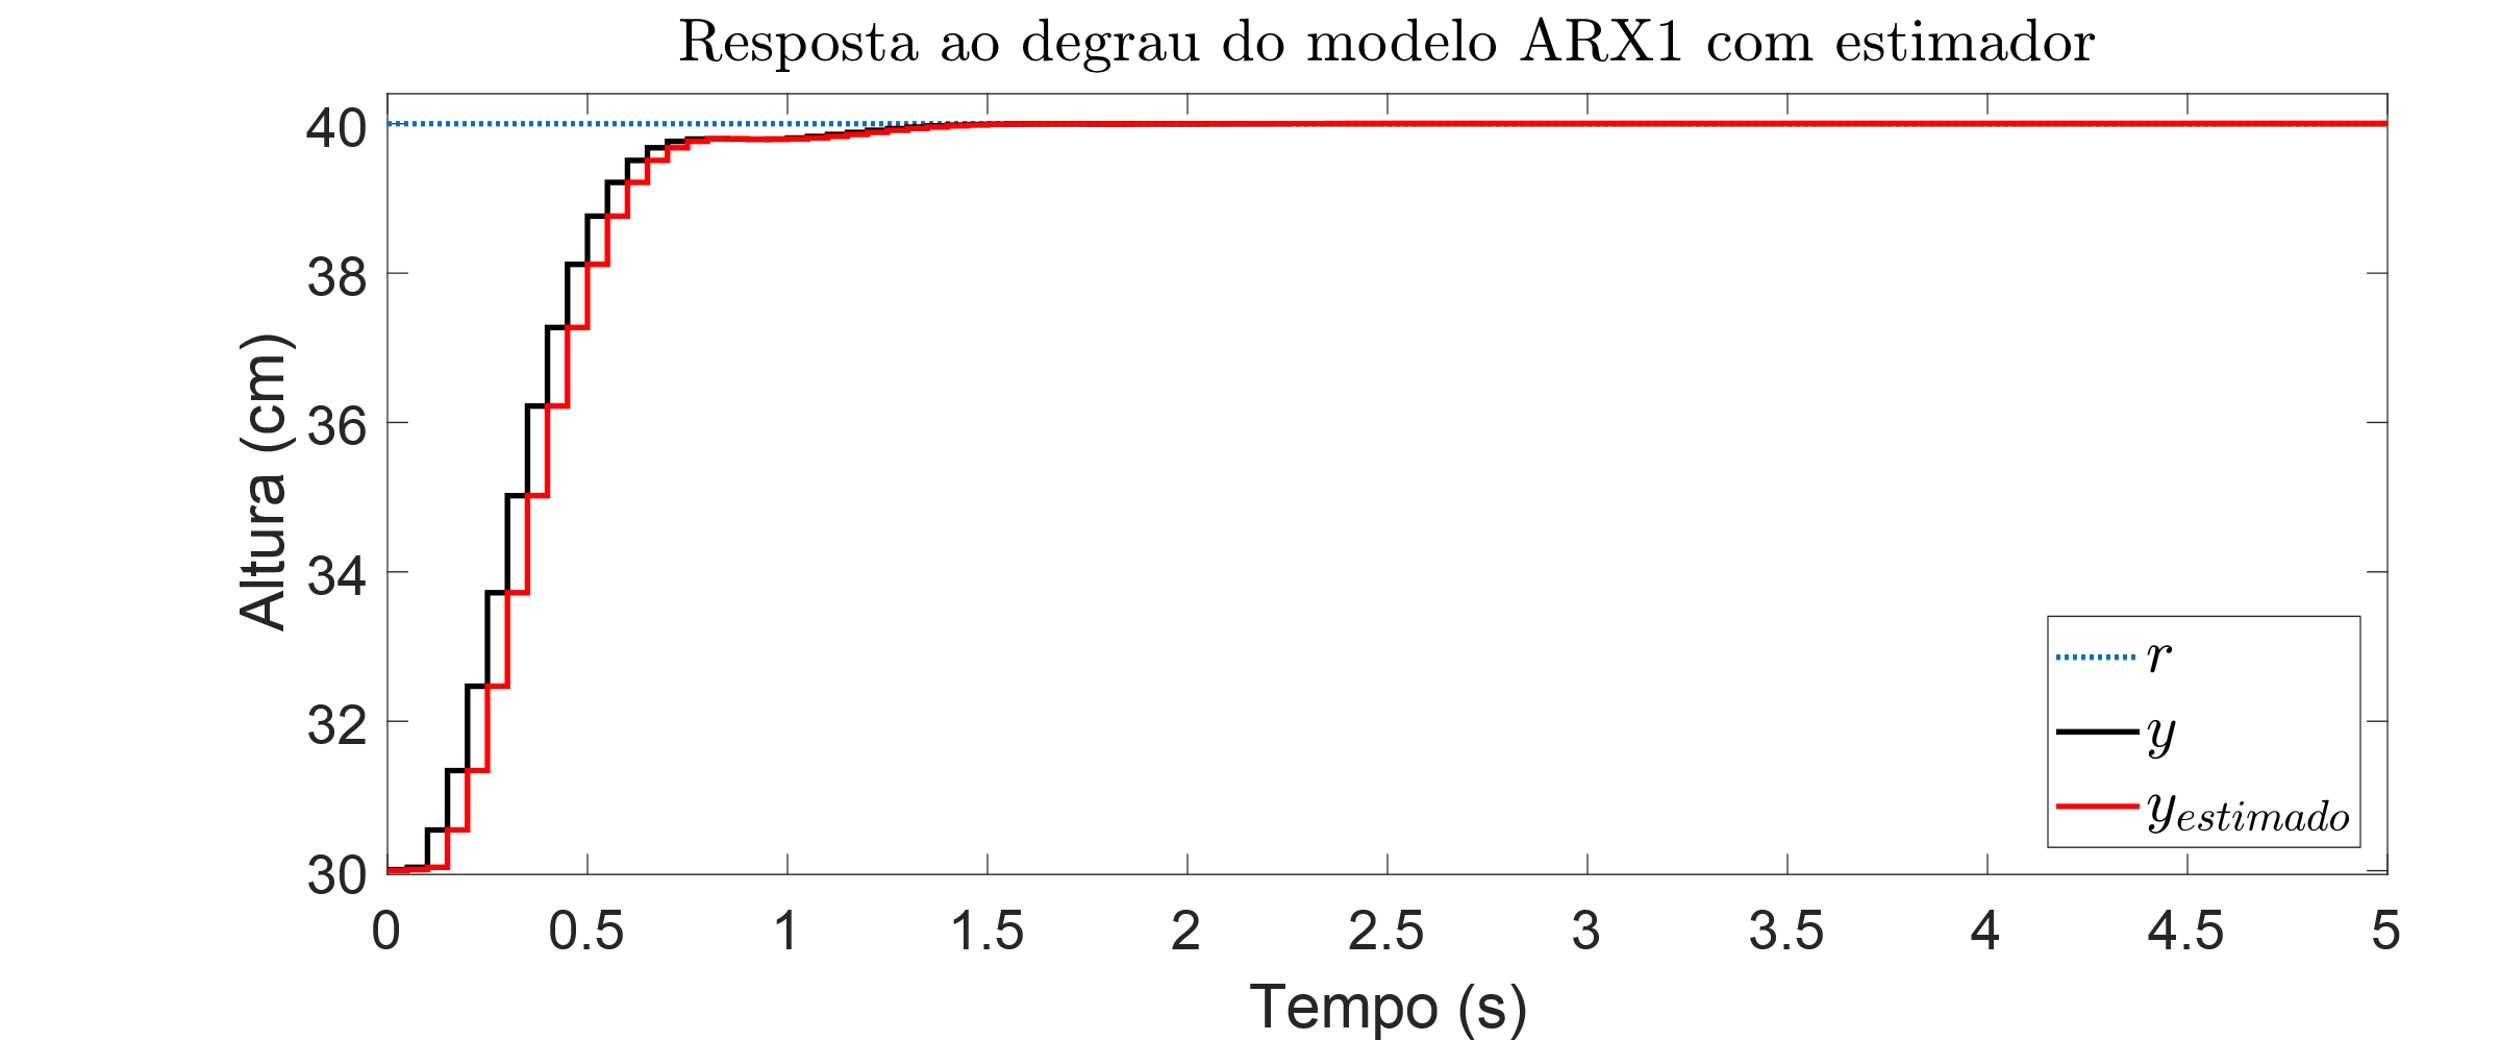 Resposta ao degrau do modelo ARX1 com estimador
40
38
36
34
32
30
Altura (cm)
0 0.5 1 1.5 2 2.5 3 3.5 4 4.5 5
Tempo (s)
r
y
y_estimado